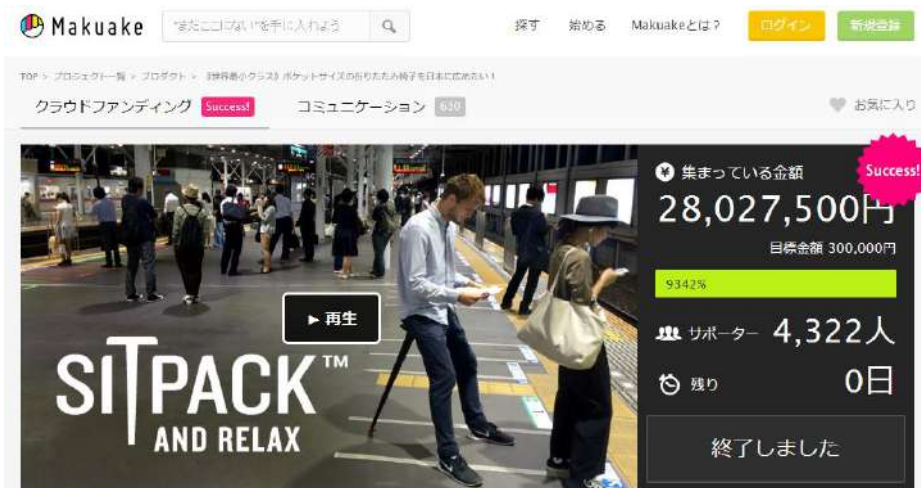 Makuake
"まだここにない"を手に入れよう
探す 始める Makuakeとは？ ログイン 新規登録
TOP > プロジェクト一覧 > プロダクト > 【世界最小クラス】ポケットサイズの折りたたみ椅子を日本に広めたい！
クラウドファンディング Success! コミュニケーション 630
お気に入り
Success!
集まっている金額
28,027,500円
目標金額 300,000円
9342%
サポーター 4,322人
残り 0日
終了しました
再生
SITPACK™
AND RELAX